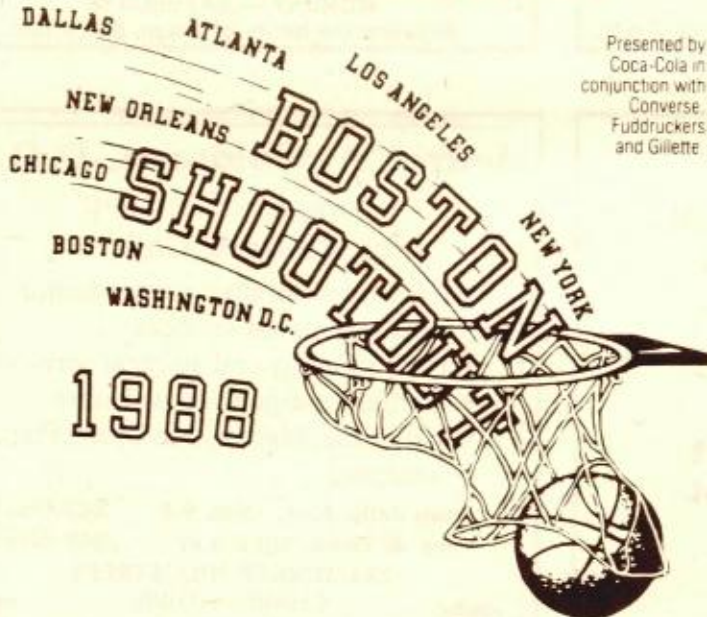 DALLAS
ATLANTA
LOS ANGELES
NEW ORLEANS
CHICAGO
BOSTON
WASHINGTON D.C.
NEW YORK
BOSTON
SHOOTOUT
1988
Presented by
Coca-Cola in
conjunction with
Converse,
Fuddruckers
and Gillette